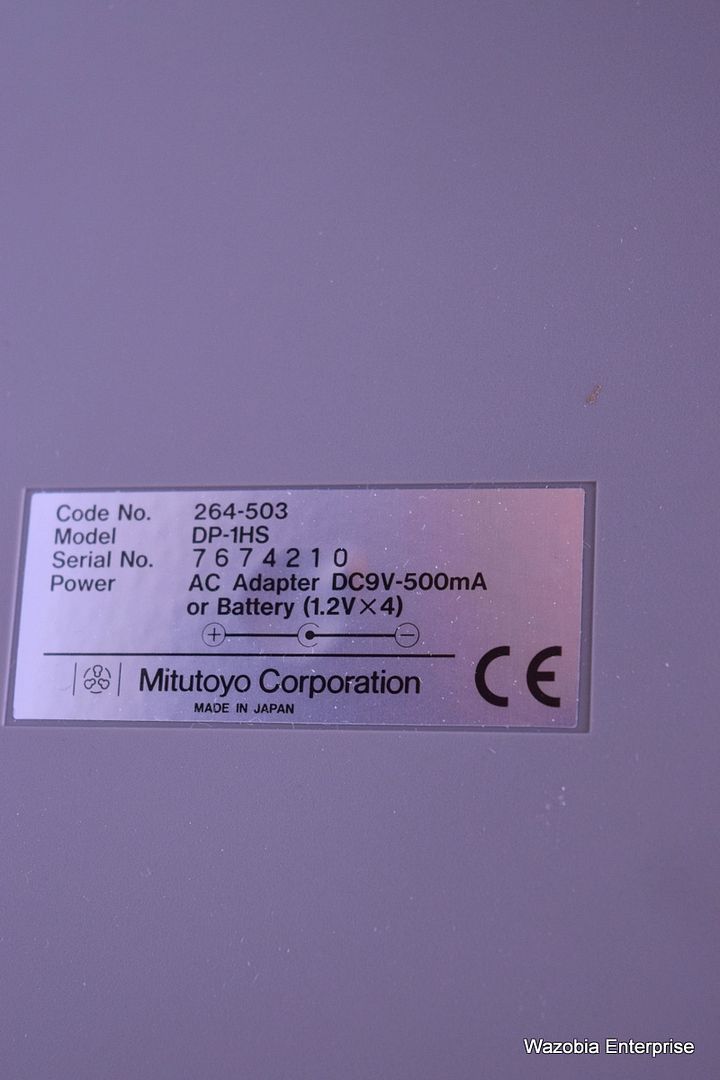 Code No. 264-503
Model DP-1HS
Serial No. 7674210
Power AC Adapter DC9V-500mA
or Battery (1.2V×4)
Mitutoyo Corporation
CE
MADE IN JAPAN
Wazobia Enterprise